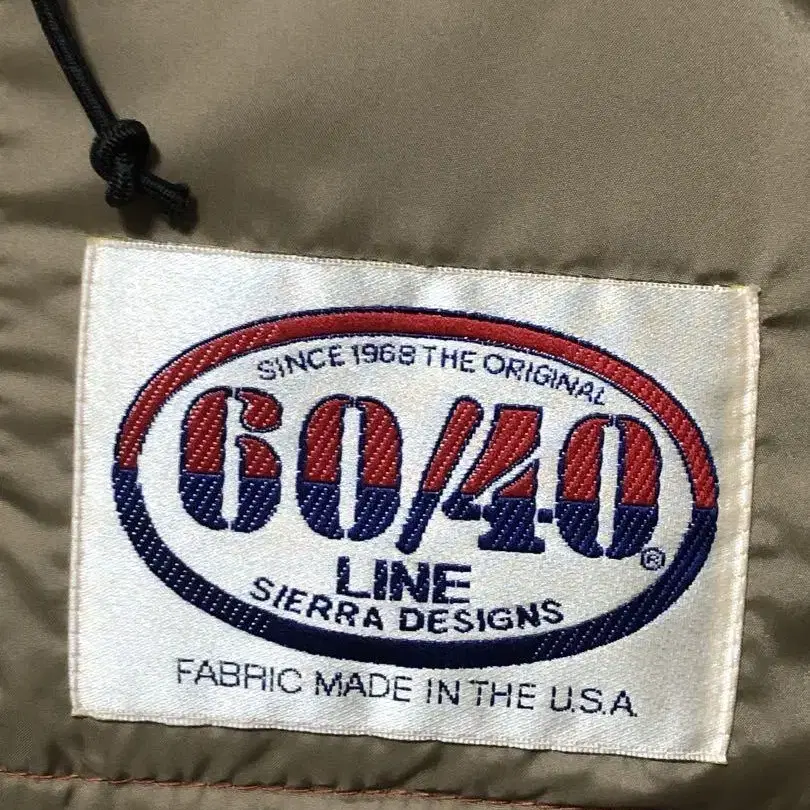 SINCE 1968 THE ORIGINAL
60/40®
LINE
SIERRA DESIGNS
FABRIC MADE IN THE U.S.A.